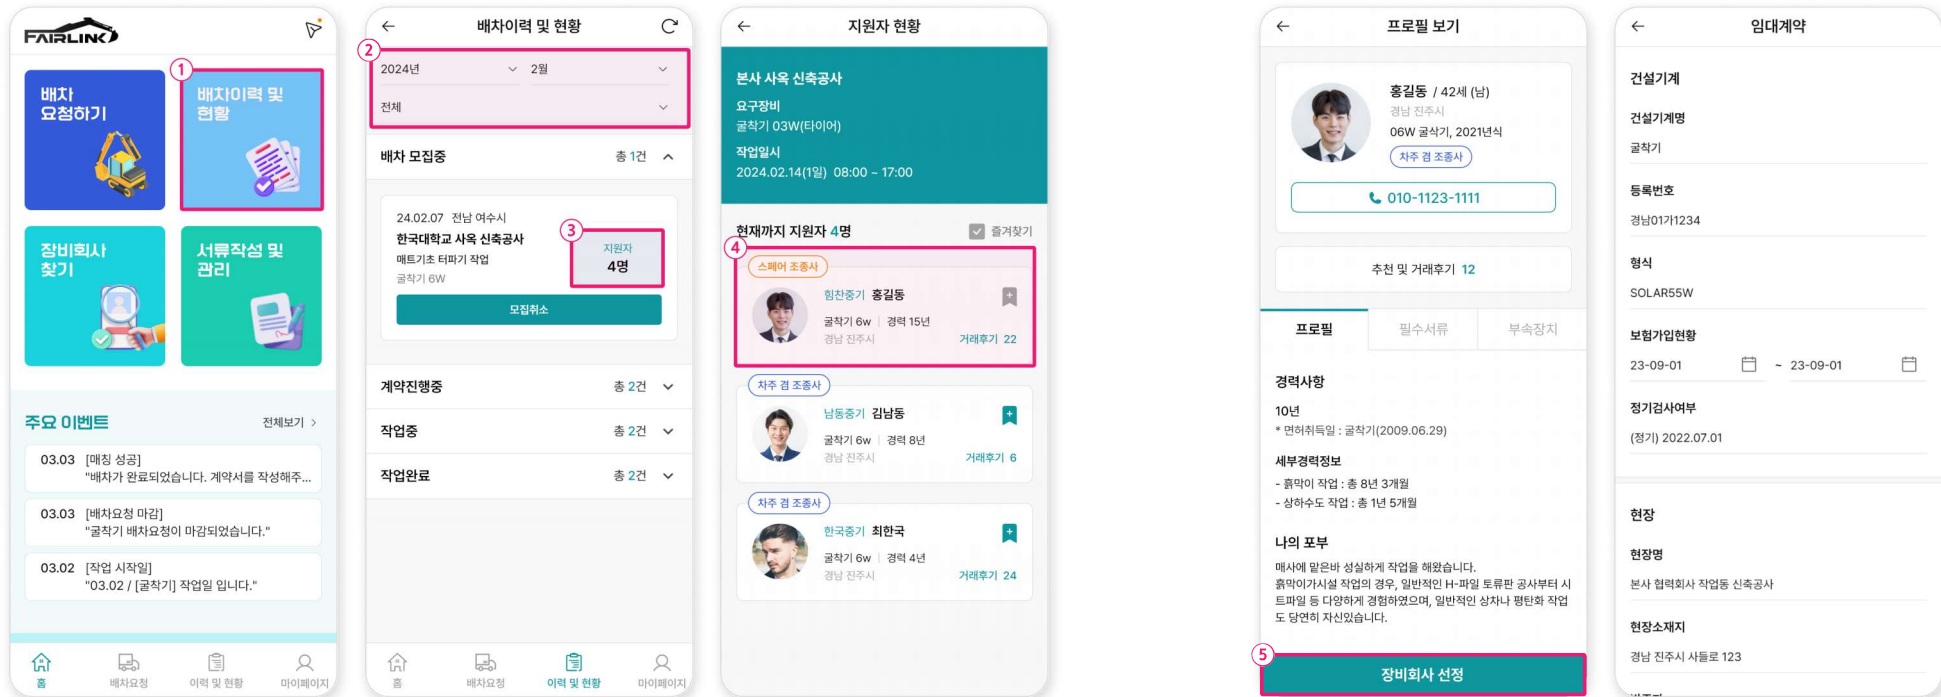 FAIRLINK
①
배차
요청하기
배차이력 및
현황
장비회사
찾기
서류작성 및
관리
주요 이벤트
전체보기 >
03.03 [매칭 성공]
"배차가 완료되었습니다. 계약서를 작성해주...
03.03 [배차요청 마감]
"굴착기 배차요청이 마감되었습니다."
03.02 [작업 시작일]
"03.02 / [굴착기] 작업일 입니다."
홈
배차요청
이력 및 현황
마이페이지
배차이력 및 현황
②
2024년
2월
전체
배차 모집중
총 1건
24.02.07 전남 여수시
한국대학교 사옥 신축공사
매트기초 터파기 작업
굴착기 6W
③
지원자
4명
모집취소
계약진행중
총 2건
작업중
총 2건
작업완료
총 2건
홈
배차요청
이력 및 현황
마이페이지
지원자 현황
본사 사옥 신축공사
요구장비
굴착기 03W(타이어)
작업일시
2024.02.14(1일) 08:00 ~ 17:00
현재까지 지원자 4명
즐겨찾기
④
스페어 조종사
힘찬중기 홍길동
굴착기 6w | 경력 15년
경남 진주시
거래후기 22
차주 겸 조종사
남동중기 김남동
굴착기 6w | 경력 8년
경남 진주시
거래후기 6
차주 겸 조종사
한국중기 최한국
굴착기 6w | 경력 4년
경남 진주시
거래후기 24
프로필 보기
홍길동 / 42세 (남)
경남 진주시
06W 굴삭기, 2021년식
차주 겸 조종사
010-1123-1111
추천 및 거래후기 12
프로필
필수서류
부속장치
경력사항
10년
* 면허취득일 : 굴착기(2009.06.29)
세부경력정보
- 흙막이 작업 : 총 8년 3개월
- 상하수도 작업 : 총 1년 5개월
나의 포부
매사에 맡은바 성실하게 작업을 해왔습니다.
흙막이가시설 작업의 경우, 일반적인 H-파일 토류판 공사부터 시
트파일 등 다양하게 경험하였으며, 일반적인 상차나 평탄화 작업
도 당연히 자신있습니다.
⑤
장비회사 선정
임대계약
건설기계
건설기계명
굴착기
등록번호
경남01가1234
형식
SOLAR55W
보험가입현황
23-09-01 ~ 23-09-01
정기검사여부
(정기) 2022.07.01
현장
현장명
본사 협력회사 작업동 신축공사
현장소재지
경남 진주시 사들로 123